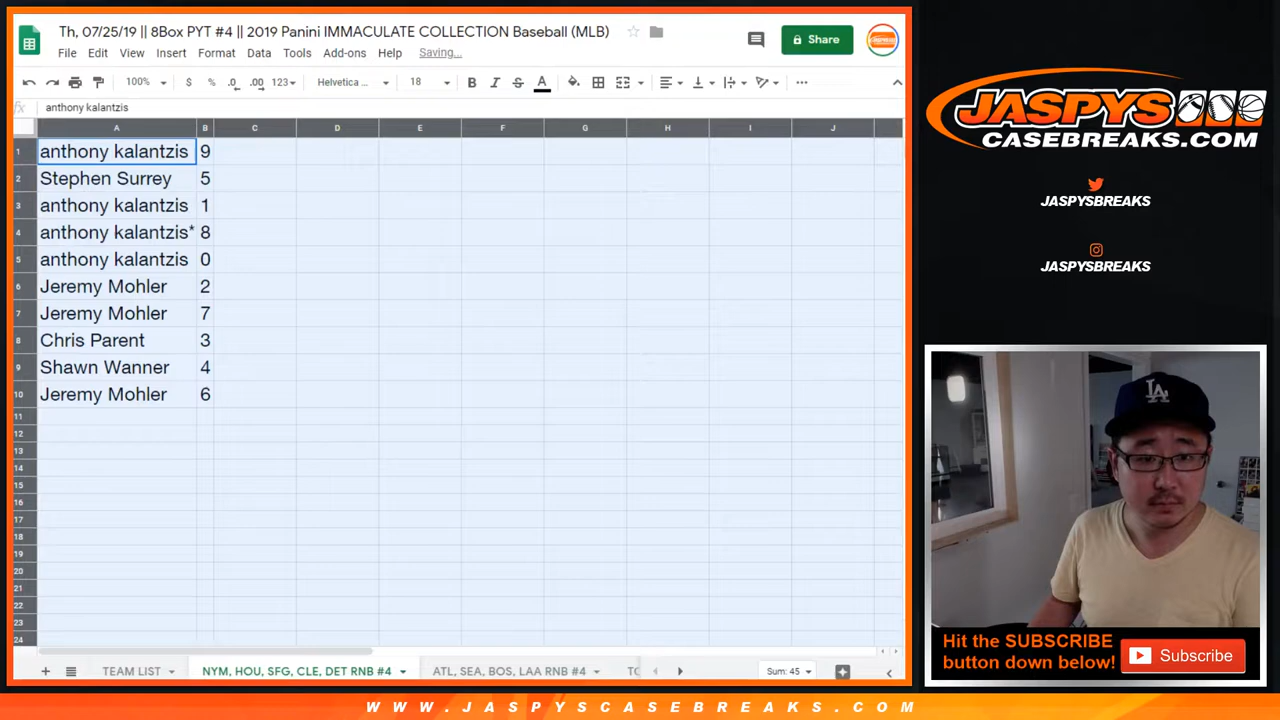 Th, 07/25/19 || 8Box PYT #4 || 2019 Panini IMMACULATE COLLECTION Baseball (MLB)
File Edit View Insert Format Data Tools Add-ons Help Saving...
Share
100% $ % .0 .00 123 Helvetica ... 18 B I S A
fx anthony kalantzis
A B C D E F G H I J
1 anthony kalantzis 9
2 Stephen Surrey 5
3 anthony kalantzis 1
4 anthony kalantzis* 8
5 anthony kalantzis 0
6 Jeremy Mohler 2
7 Jeremy Mohler 7
8 Chris Parent 3
9 Shawn Wanner 4
10 Jeremy Mohler 6
11
12
13
14
15
16
17
18
19
20
21
22
23
24
TEAM LIST NYM, HOU, SFG, CLE, DET RNB #4 ATL, SEA, BOS, LAA RNB #4 TO Sum: 45
JASPYS
CASEBREAKS.COM
JASPYSBREAKS
JASPYSBREAKS
LA
Hit the SUBSCRIBE
button down below!
Subscribe
WWW.JASPYSCASEBREAKS.COM